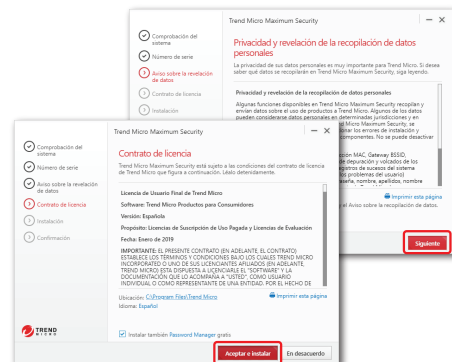 Trend Micro Maximum Security
Comprobación del
sistema
Número de serie
Aviso sobre la revelación
de datos
Contrato de licencia
Instalación
Privacidad y revelación de la recopilación de datos
personales
La privacidad de sus datos personales es muy importante para Trend Micro. Si desea
saber qué datos se recopilarán en Trend Micro Maximum Security, siga leyendo.
Privacidad y revelación de la recopilación de datos personales
Algunas funciones disponibles en Trend Micro Maximum Security recopilan y
envían datos sobre el uso de productos a Trend Micro. Algunos de los datos
pueden considerarse datos personales en determinadas jurisdicciones y en
d Micro Maximum Security, se
onar los errores de instalación y
componentes. No se puede desactivar
ción MAC, Gateway BSSID,
de depuración y volcados de los
gistros de sucesos del sistema
os problemas del usuario)
aseña, nombre, apellidos, nombre
Imprimir esta página
el Aviso sobre la recopilación de datos.
Siguiente
Trend Micro Maximum Security
Comprobación del
sistema
Número de serie
Aviso sobre la revelación
de datos
Contrato de licencia
Instalación
Confirmación
TREND
MICRO
Contrato de licencia
Trend Micro Maximum Security está sujeto a las condiciones del contrato de licencia
de Trend Micro que figura a continuación. Léalo detenidamente.
Licencia de Usuario Final de Trend Micro
Software: Trend Micro Productos para Consumidores
Versión: Española
Propósito: Licencias de Suscripción de Uso Pagada y Licencias de Evaluación
Fecha: Enero de 2019
IMPORTANTE: EL PRESENTE CONTRATO (EN ADELANTE, EL CONTRATO)
ESTABLECE LOS TÉRMINOS Y CONDICIONES BAJO LOS CUALES TREND MICRO
INCORPORATED O UNO DE SUS LICENCIANTES AFILIADOS (EN ADELANTE,
TREND MICRO) ESTÁ DISPUESTA A LICENCIARLE EL "SOFTWARE" Y LA
DOCUMENTACIÓN QUE LO ACOMPAÑA A "USTED", COMO USUARIO
INDIVIDUAL O COMO REPRESENTANTE DE UNA ENTIDAD. POR EL HECHO DE
Ubicación: C:\Program Files\Trend Micro
Imprimir esta página
Idioma: Español
Instalar también Password Manager gratis
Aceptar e instalar
En desacuerdo